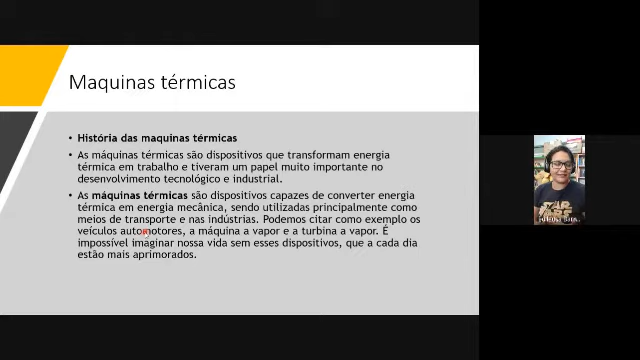 Maquinas térmicas
• História das maquinas térmicas
• As máquinas térmicas são dispositivos que transformam energia
térmica em trabalho e tiveram um papel muito importante no
desenvolvimento tecnológico e industrial.
• As máquinas térmicas são dispositivos capazes de converter energia
térmica em energia mecânica, sendo utilizadas principalmente como
meios de transporte e nas indústrias. Podemos citar como exemplo os
veículos automotores, a máquina a vapor e a turbina a vapor. É
impossível imaginar nossa vida sem esses dispositivos, que a cada dia
estão mais aprimorados.
STAR
WARS